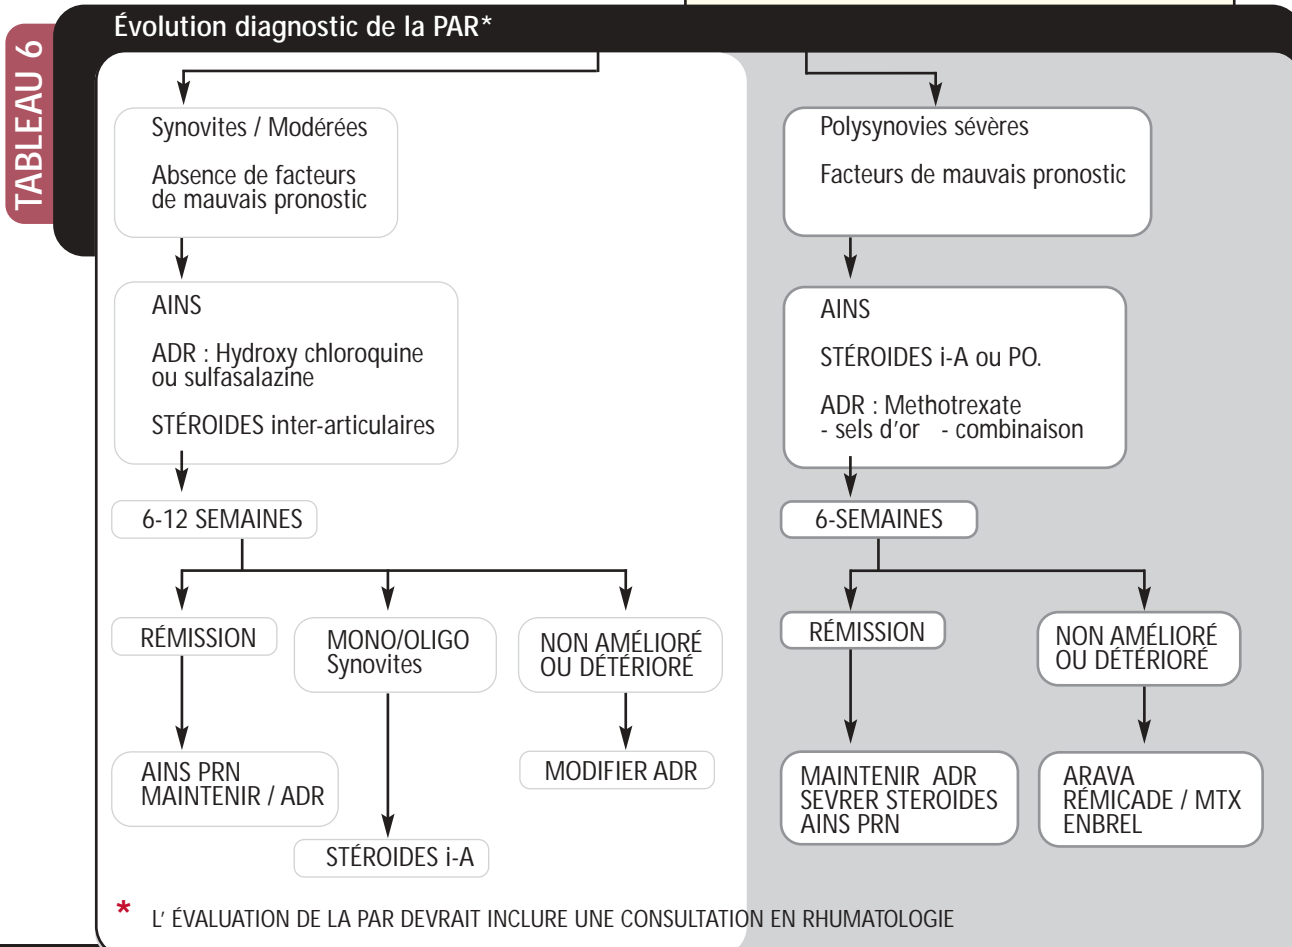 TABLEAU 6
Évolution diagnostic de la PAR*
Synovites / Modérées
Absence de facteurs
de mauvais pronostic
AINS
ADR : Hydroxy chloroquine
ou sulfasalazine
STÉROIDES inter-articulaires
6-12 SEMAINES
RÉMISSION
MONO/OLIGO
Synovites
NON AMÉLIORÉ
OU DÉTÉRIORÉ
AINS PRN
MAINTENIR / ADR
STÉROIDES i-A
MODIFIER ADR
Polysynovies sévères
Facteurs de mauvais pronostic
AINS
STÉROIDES i-A ou PO.
ADR : Methotrexate
- sels d'or - combinaison
6-SEMAINES
RÉMISSION
NON AMÉLIORÉ
OU DÉTÉRIORÉ
MAINTENIR ADR
SEVRER STEROIDES
AINS PRN
ARAVA
RÉMICADE / MTX
ENBREL
* L' ÉVALUATION DE LA PAR DEVRAIT INCLURE UNE CONSULTATION EN RHUMATOLOGIE